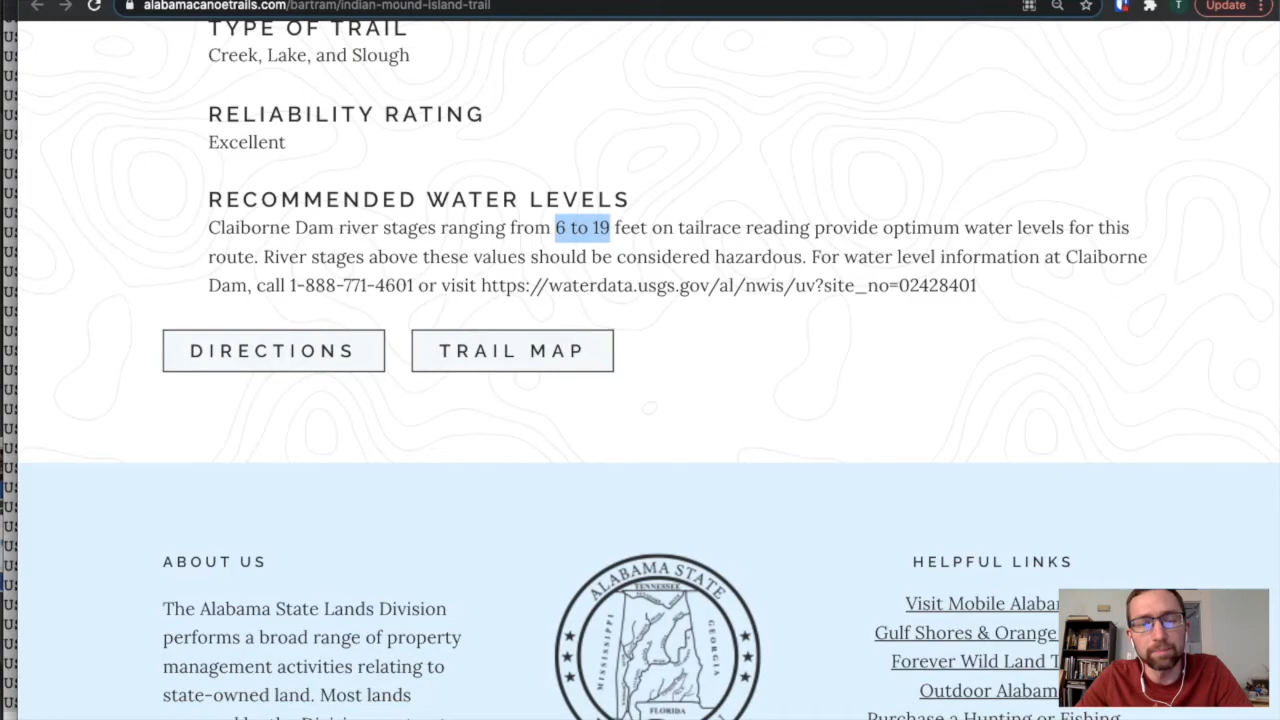 alabamacanoetrails.com/bartram/indian-mound-island-trail
T
Update
TYPE OF TRAIL
Creek, Lake, and Slough
RELIABILITY RATING
Excellent
RECOMMENDED WATER LEVELS
Claiborne Dam river stages ranging from 6 to 19 feet on tailrace reading provide optimum water levels for this
route. River stages above these values should be considered hazardous. For water level information at Claiborne
Dam, call 1-888-771-4601 or visit https://waterdata.usgs.gov/al/nwis/uv?site_no=02428401
DIRECTIONS
TRAIL MAP
ABOUT US
The Alabama State Lands Division
performs a broad range of property
management activities relating to
state-owned land. Most lands
ALABAMA STATE
TENNESSEE
MISSISSIPPI
GEORGIA
FLORIDA
HELPFUL LINKS
Visit Mobile Alabam
Gulf Shores & Orange
Forever Wild Land T
Outdoor Alabam
Purchase a Hunting or Fishing